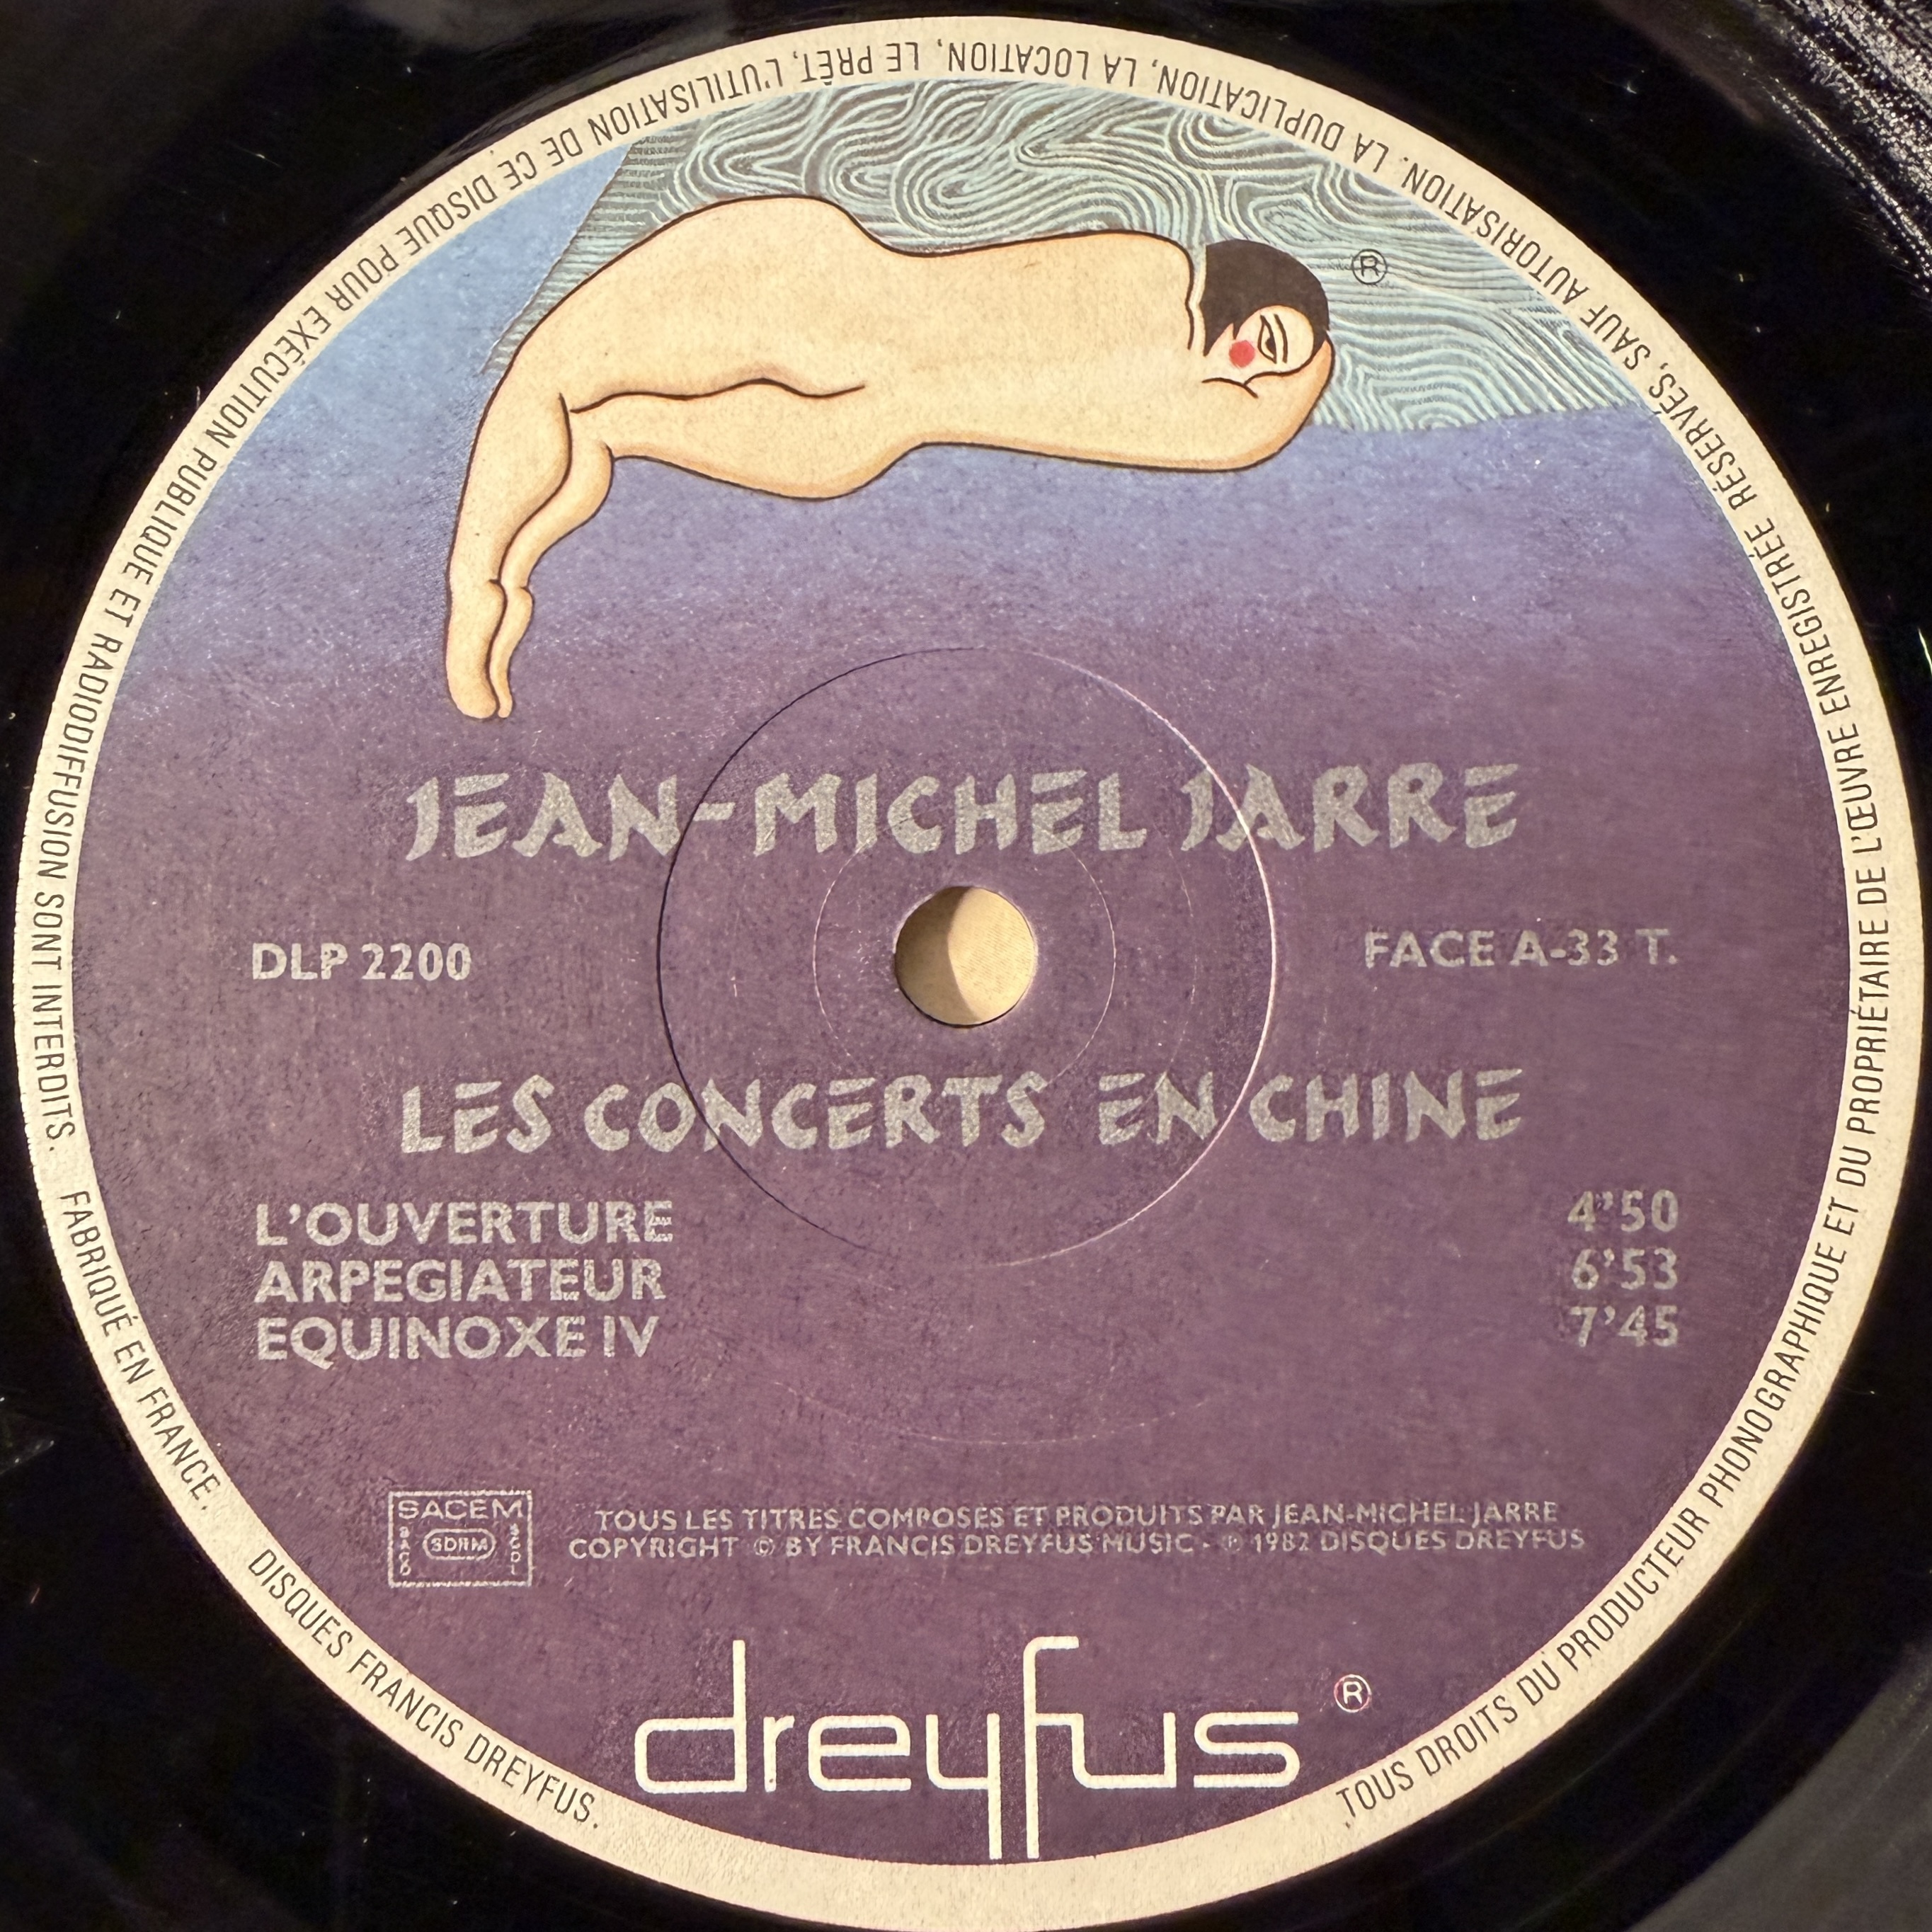 TOUS DROITS DU PRODUCTEUR PHONOGRAPHIQUE ET DU PROPRIÉTAIRE DE L'ŒUVRE ENREGISTRÉE RÉSERVÉS, SAUF AUTORISATION. LA DUPLICATION, LA LOCATION, LE PRÊT, L'UTILISATION DE CE DISQUE POUR EXÉCUTION PUBLIQUE ET RADIODIFFUSION SONT INTERDITS. FABRIQUÉ EN FRANCE. DISQUES FRANCIS DREYFUS.
®
JEAN-MICHEL JARRE
DLP 2200
FACE A-33 T.
LES CONCERTS EN CHINE
L'OUVERTURE 4'50
ARPEGIATEUR 6'53
EQUINOXE IV 7'45
SACEM
SACD SDRM SGDL
TOUS LES TITRES COMPOSÉS ET PRODUITS PAR JEAN-MICHEL JARRE
COPYRIGHT © BY FRANCIS DREYFUS MUSIC - ℗ 1982 DISQUES DREYFUS
dreyfus ®